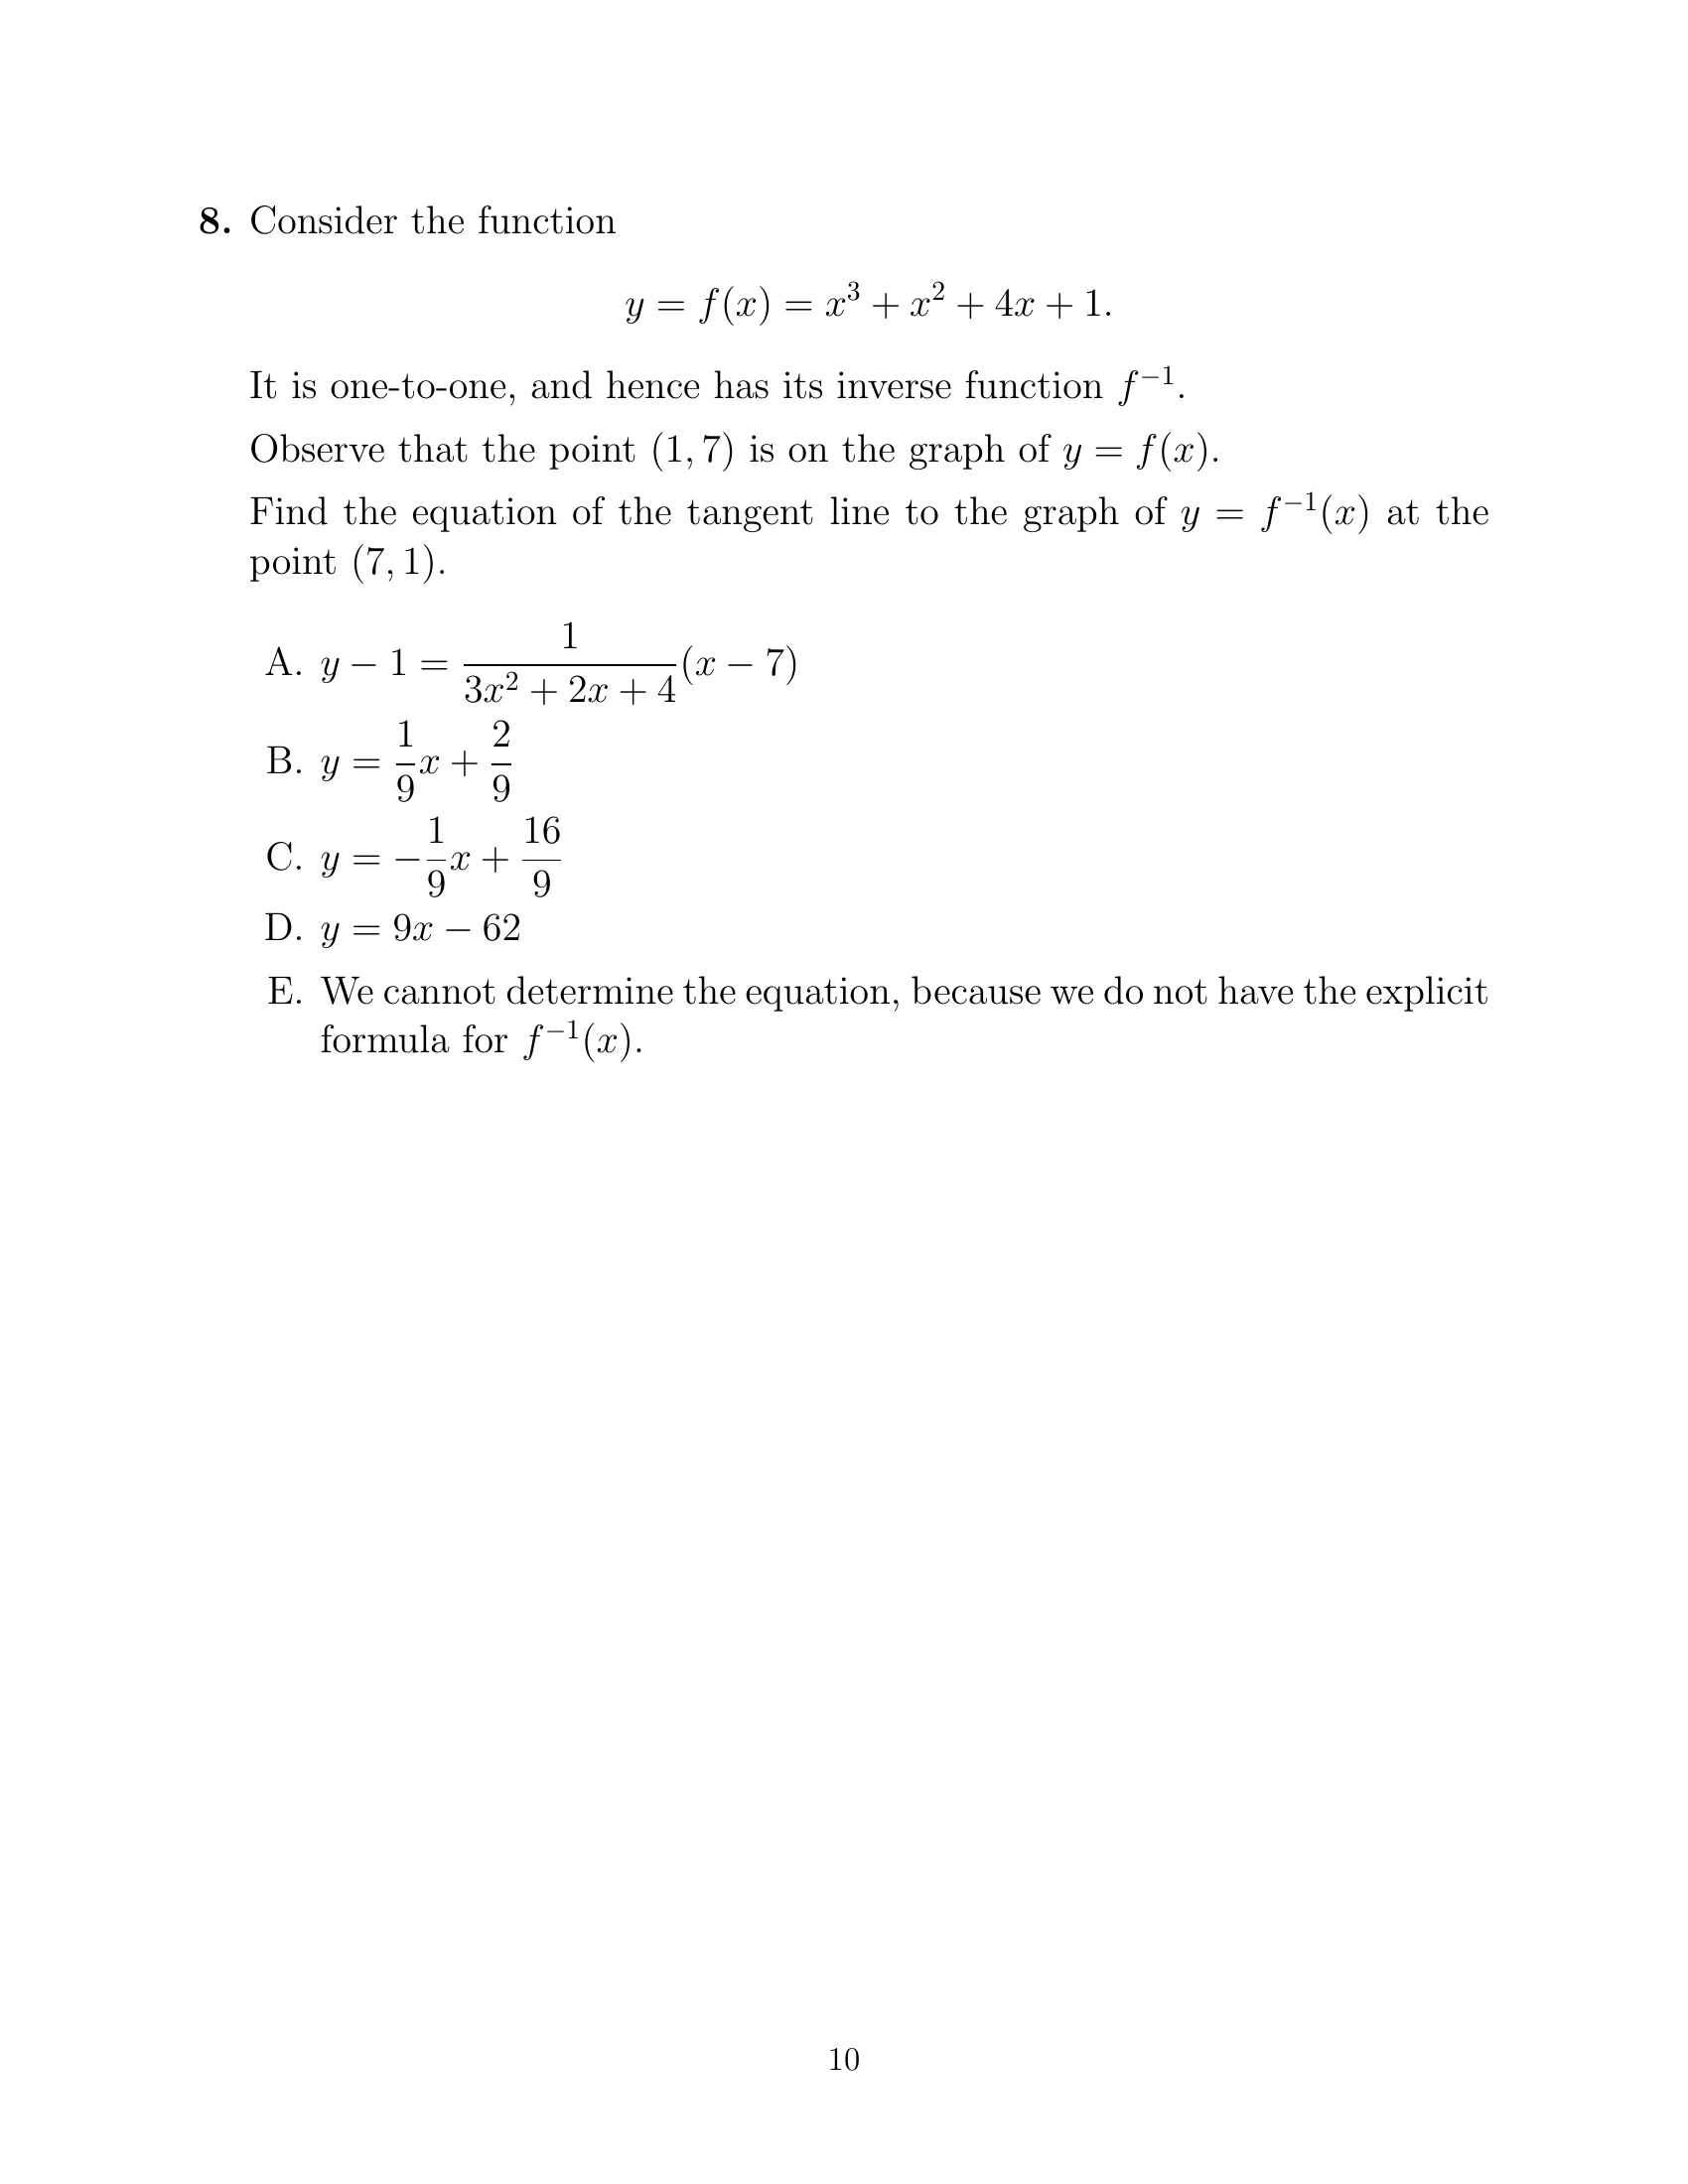 8. Consider the function
y = f(x) = x³ + x² + 4x + 1.
It is one-to-one, and hence has its inverse function f⁻¹.
Observe that the point (1, 7) is on the graph of y = f(x).
Find the equation of the tangent line to the graph of y = f⁻¹(x) at the
point (7, 1).
A. y − 1 = \frac{1}{3x² + 2x + 4}(x − 7)
B. y = \frac{1}{9}x + \frac{2}{9}
C. y = −\frac{1}{9}x + \frac{16}{9}
D. y = 9x − 62
E. We cannot determine the equation, because we do not have the explicit
formula for f⁻¹(x).
10